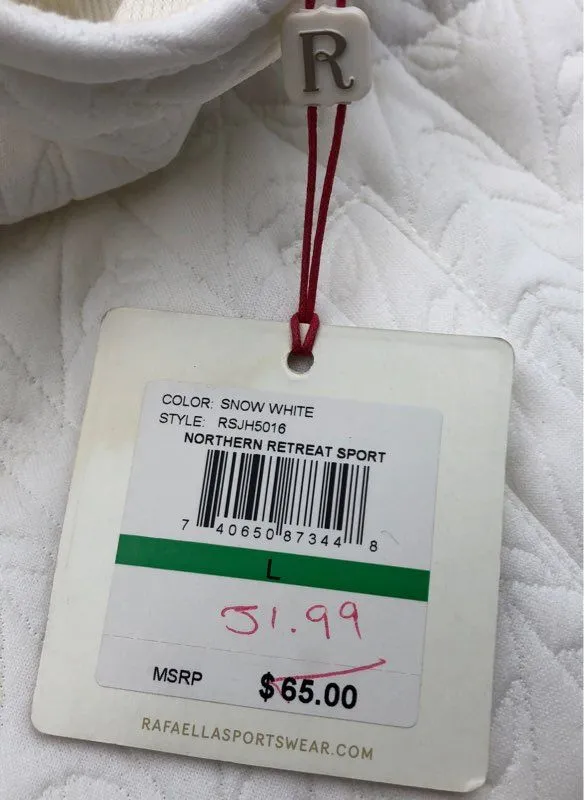 R
COLOR: SNOW WHITE
STYLE: RSJH5016
NORTHERN RETREAT SPORT
7 40650 87344 8
L
31.99
MSRP $65.00
RAFAELLASPORTSWEAR.COM